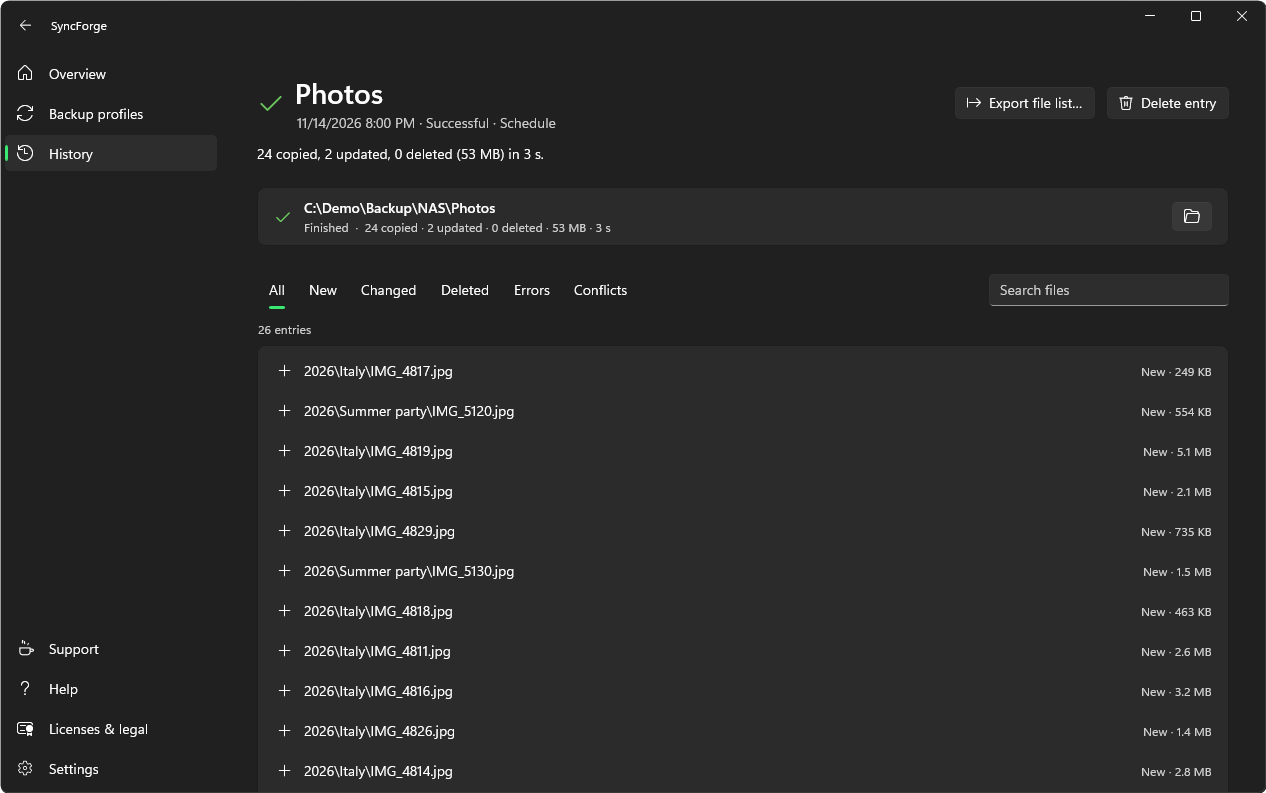 SyncForge
Overview
Backup profiles
History
Support
Help
Licenses & legal
Settings
Photos
11/14/2026 8:00 PM · Successful · Schedule
Export file list...
Delete entry
24 copied, 2 updated, 0 deleted (53 MB) in 3 s.
C:\Demo\Backup\NAS\Photos
Finished · 24 copied · 2 updated · 0 deleted · 53 MB · 3 s
All New Changed Deleted Errors Conflicts
Search files
26 entries
2026\Italy\IMG_4817.jpg New · 249 KB
2026\Summer party\IMG_5120.jpg New · 554 KB
2026\Italy\IMG_4819.jpg New · 5.1 MB
2026\Italy\IMG_4815.jpg New · 2.1 MB
2026\Italy\IMG_4829.jpg New · 735 KB
2026\Summer party\IMG_5130.jpg New · 1.5 MB
2026\Italy\IMG_4818.jpg New · 463 KB
2026\Italy\IMG_4811.jpg New · 2.6 MB
2026\Italy\IMG_4816.jpg New · 3.2 MB
2026\Italy\IMG_4826.jpg New · 1.4 MB
2026\Italy\IMG_4814.jpg New · 2.8 MB